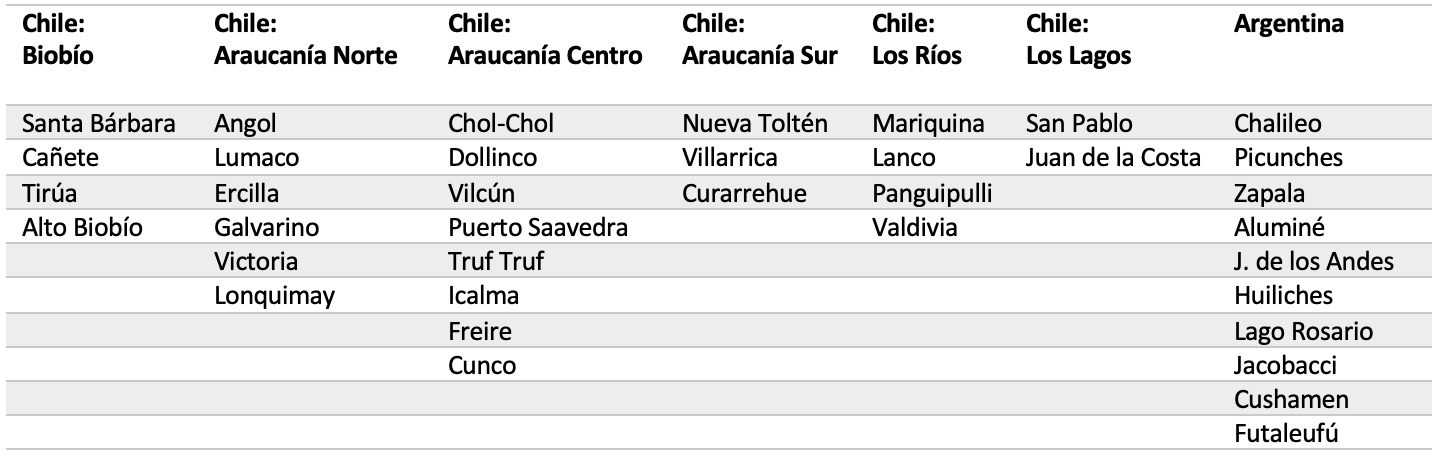 Chile: Chile: Chile: Chile: Chile: Chile: Argentina
Biobío Araucanía Norte Araucanía Centro Araucanía Sur Los Ríos Los Lagos
Santa Bárbara Angol Chol-Chol Nueva Toltén Mariquina San Pablo Chalileo
Cañete Lumaco Dollinco Villarrica Lanco Juan de la Costa Picunches
Tirúa Ercilla Vilcún Curarrehue Panguipulli Zapala
Alto Biobío Galvarino Puerto Saavedra Valdivia Aluminé
Victoria Truf Truf J. de los Andes
Lonquimay Icalma Huiliches
Freire Lago Rosario
Cunco Jacobacci
Cushamen
Futaleufú